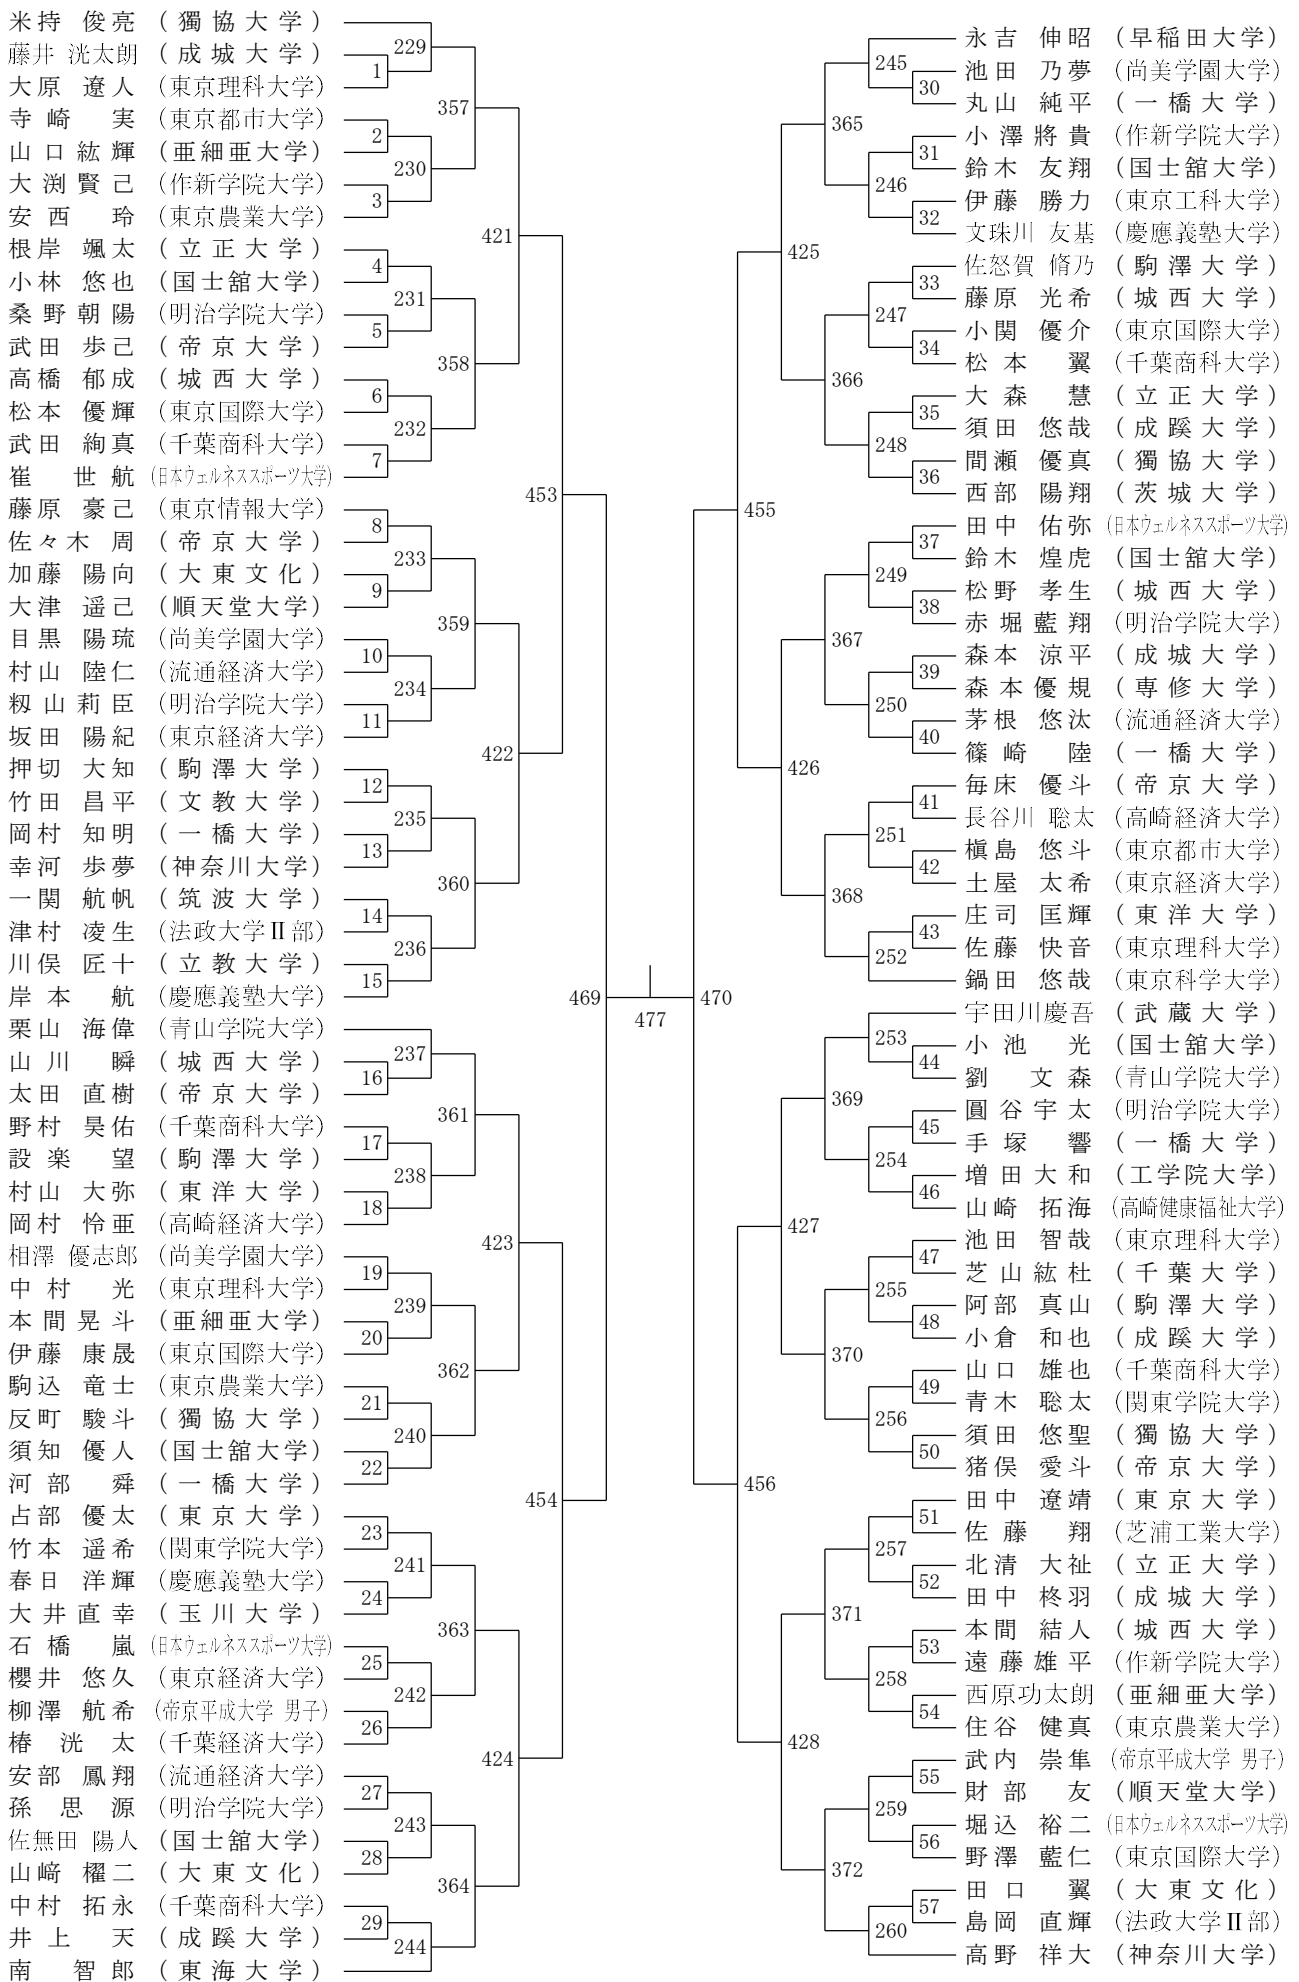 米持 俊亮 (獨協大学)
藤井 洸太朗 (成城大学)
大原 遼人 (東京理科大学)
寺崎 実 (東京都市大学)
山口紘輝 (亜細亜大学)
大渕賢己 (作新学院大学)
安西 玲 (東京農業大学)
根岸 颯太 (立正大学)
小林 悠也 (国士舘大学)
桑野朝陽 (明治学院大学)
武田 歩己 (帝京大学)
高橋 郁成 (城西大学)
松本 優輝 (東京国際大学)
武田 絢真 (千葉商科大学)
崔 世航 (日本ウェルネススポーツ大学)
藤原 豪己 (東京情報大学)
佐々木 周 (帝京大学)
加藤 陽向 (大東文化)
大津 遥己 (順天堂大学)
目黒 陽琉 (尚美学園大学)
村山 陸仁 (流通経済大学)
籾山莉臣 (明治学院大学)
坂田 陽紀 (東京経済大学)
押切 大知 (駒澤大学)
竹田 昌平 (文教大学)
岡村 知明 (一橋大学)
幸河 歩夢 (神奈川大学)
一関 航帆 (筑波大学)
津村 凌生 (法政大学Ⅱ部)
川俣 匠十 (立教大学)
岸本 航 (慶應義塾大学)
栗山 海偉 (青山学院大学)
山川 瞬 (城西大学)
太田 直樹 (帝京大学)
野村 昊佑 (千葉商科大学)
設楽 望 (駒澤大学)
村山 大弥 (東洋大学)
岡村 怜亜 (高崎経済大学)
相澤 優志郎 (尚美学園大学)
中村 光 (東京理科大学)
本間晃斗 (亜細亜大学)
伊藤 康晟 (東京国際大学)
駒込 竜士 (東京農業大学)
反町 駿斗 (獨協大学)
須知 優人 (国士舘大学)
河部 舜 (一橋大学)
占部 優太 (東京大学)
竹本 遥希 (関東学院大学)
春日 洋輝 (慶應義塾大学)
大井直幸 (玉川大学)
石橋 嵐 (日本ウェルネススポーツ大学)
櫻井 悠久 (東京経済大学)
柳澤 航希 (帝京平成大学 男子)
椿 洸太 (千葉経済大学)
安部 鳳翔 (流通経済大学)
孫思源 (明治学院大学)
佐無田 陽人 (国士舘大学)
山﨑 櫂二 (大東文化)
中村 拓永 (千葉商科大学)
井上 天 (成蹊大学)
南 智郎 (東海大学)
1
2
3
4
5
6
7
8
9
10
11
12
13
14
15
16
17
18
19
20
21
22
23
24
25
26
27
28
29
229
230
231
232
233
234
235
236
237
238
239
240
241
242
243
244
357
358
359
360
361
362
363
364
421
422
423
424
453
454
469
477
470
455
456
425
426
427
428
365
366
367
368
369
370
371
372
245
246
247
248
249
250
251
252
253
254
255
256
257
258
259
260
30
31
32
33
34
35
36
37
38
39
40
41
42
43
44
45
46
47
48
49
50
51
52
53
54
55
56
57
永吉 伸昭 (早稲田大学)
池田 乃夢 (尚美学園大学)
丸山 純平 (一橋大学)
小澤將貴 (作新学院大学)
鈴木 友翔 (国士舘大学)
伊藤 勝力 (東京工科大学)
文珠川 友基 (慶應義塾大学)
佐怒賀 脩乃 (駒澤大学)
藤原 光希 (城西大学)
小関 優介 (東京国際大学)
松本 翼 (千葉商科大学)
大森 慧 (立正大学)
須田 悠哉 (成蹊大学)
間瀬 優真 (獨協大学)
西部 陽翔 (茨城大学)
田中 佑弥 (日本ウェルネススポーツ大学)
鈴木 煌虎 (国士舘大学)
松野 孝生 (城西大学)
赤堀藍翔 (明治学院大学)
森本 涼平 (成城大学)
森本優規 (専修大学)
茅根 悠汰 (流通経済大学)
篠崎 陸 (一橋大学)
毎床 優斗 (帝京大学)
長谷川 聡太 (高崎経済大学)
槇島 悠斗 (東京都市大学)
土屋 太希 (東京経済大学)
庄司 匡輝 (東洋大学)
佐藤 快音 (東京理科大学)
鍋田 悠哉 (東京科学大学)
宇田川慶吾 (武蔵大学)
小池 光 (国士舘大学)
劉 文森 (青山学院大学)
圓谷宇太 (明治学院大学)
手塚 響 (一橋大学)
増田大和 (工学院大学)
山崎 拓海 (高崎健康福祉大学)
池田 智哉 (東京理科大学)
芝山紘杜 (千葉大学)
阿部 真山 (駒澤大学)
小倉 和也 (成蹊大学)
山口 雄也 (千葉商科大学)
青木 聡太 (関東学院大学)
須田 悠聖 (獨協大学)
猪俣 愛斗 (帝京大学)
田中 遼靖 (東京大学)
佐藤 翔 (芝浦工業大学)
北清 大祉 (立正大学)
田中 柊羽 (成城大学)
本間 結人 (城西大学)
遠藤雄平 (作新学院大学)
西原功太朗 (亜細亜大学)
住谷 健真 (東京農業大学)
武内 崇隼 (帝京平成大学 男子)
財部 友 (順天堂大学)
堀込 裕二 (日本ウェルネススポーツ大学)
野澤 藍仁 (東京国際大学)
田口 翼 (大東文化)
島岡 直輝 (法政大学Ⅱ部)
高野 祥大 (神奈川大学)